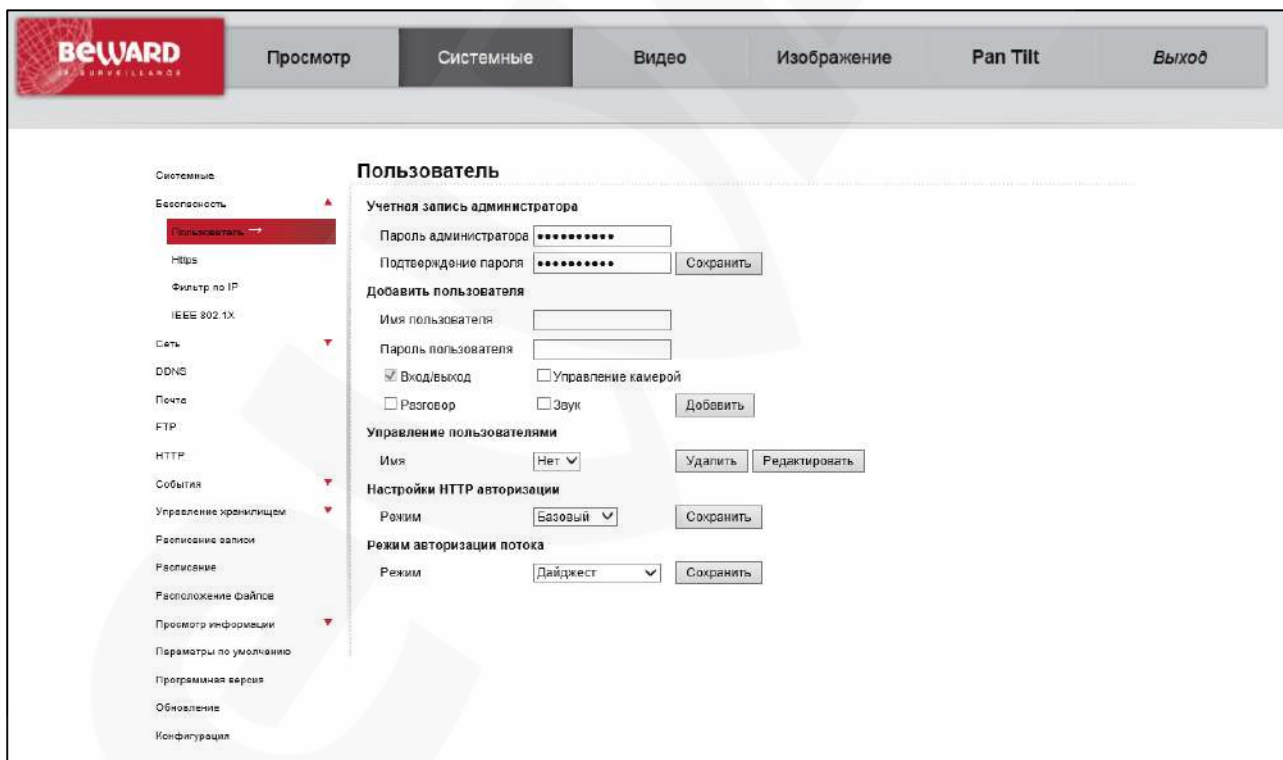 BEWARD
IP SURVEILLANCE
Просмотр
Системные
Видео
Изображение
Pan Tilt
Выход
Системные
Безопасность
Пользователь →
Https
Фильтр по IP
IEEE 802.1X
Сеть
DDNS
Почта
FTP
HTTP
События
Управление хранилищем
Расписание записи
Расписание
Расположение файлов
Просмотр информации
Параметры по умолчанию
Программная версия
Обновление
Конфигурация
Пользователь
Учетная запись администратора
Пароль администратора ••••••••••
Подтверждение пароля •••••••••• Сохранить
Добавить пользователя
Имя пользователя
Пароль пользователя
Вход/выход Управление камерой
Разговор Звук Добавить
Управление пользователями
Имя Нет Удалить Редактировать
Настройки HTTP авторизации
Режим Базовый Сохранить
Режим авторизации потока
Режим Дайджест Сохранить